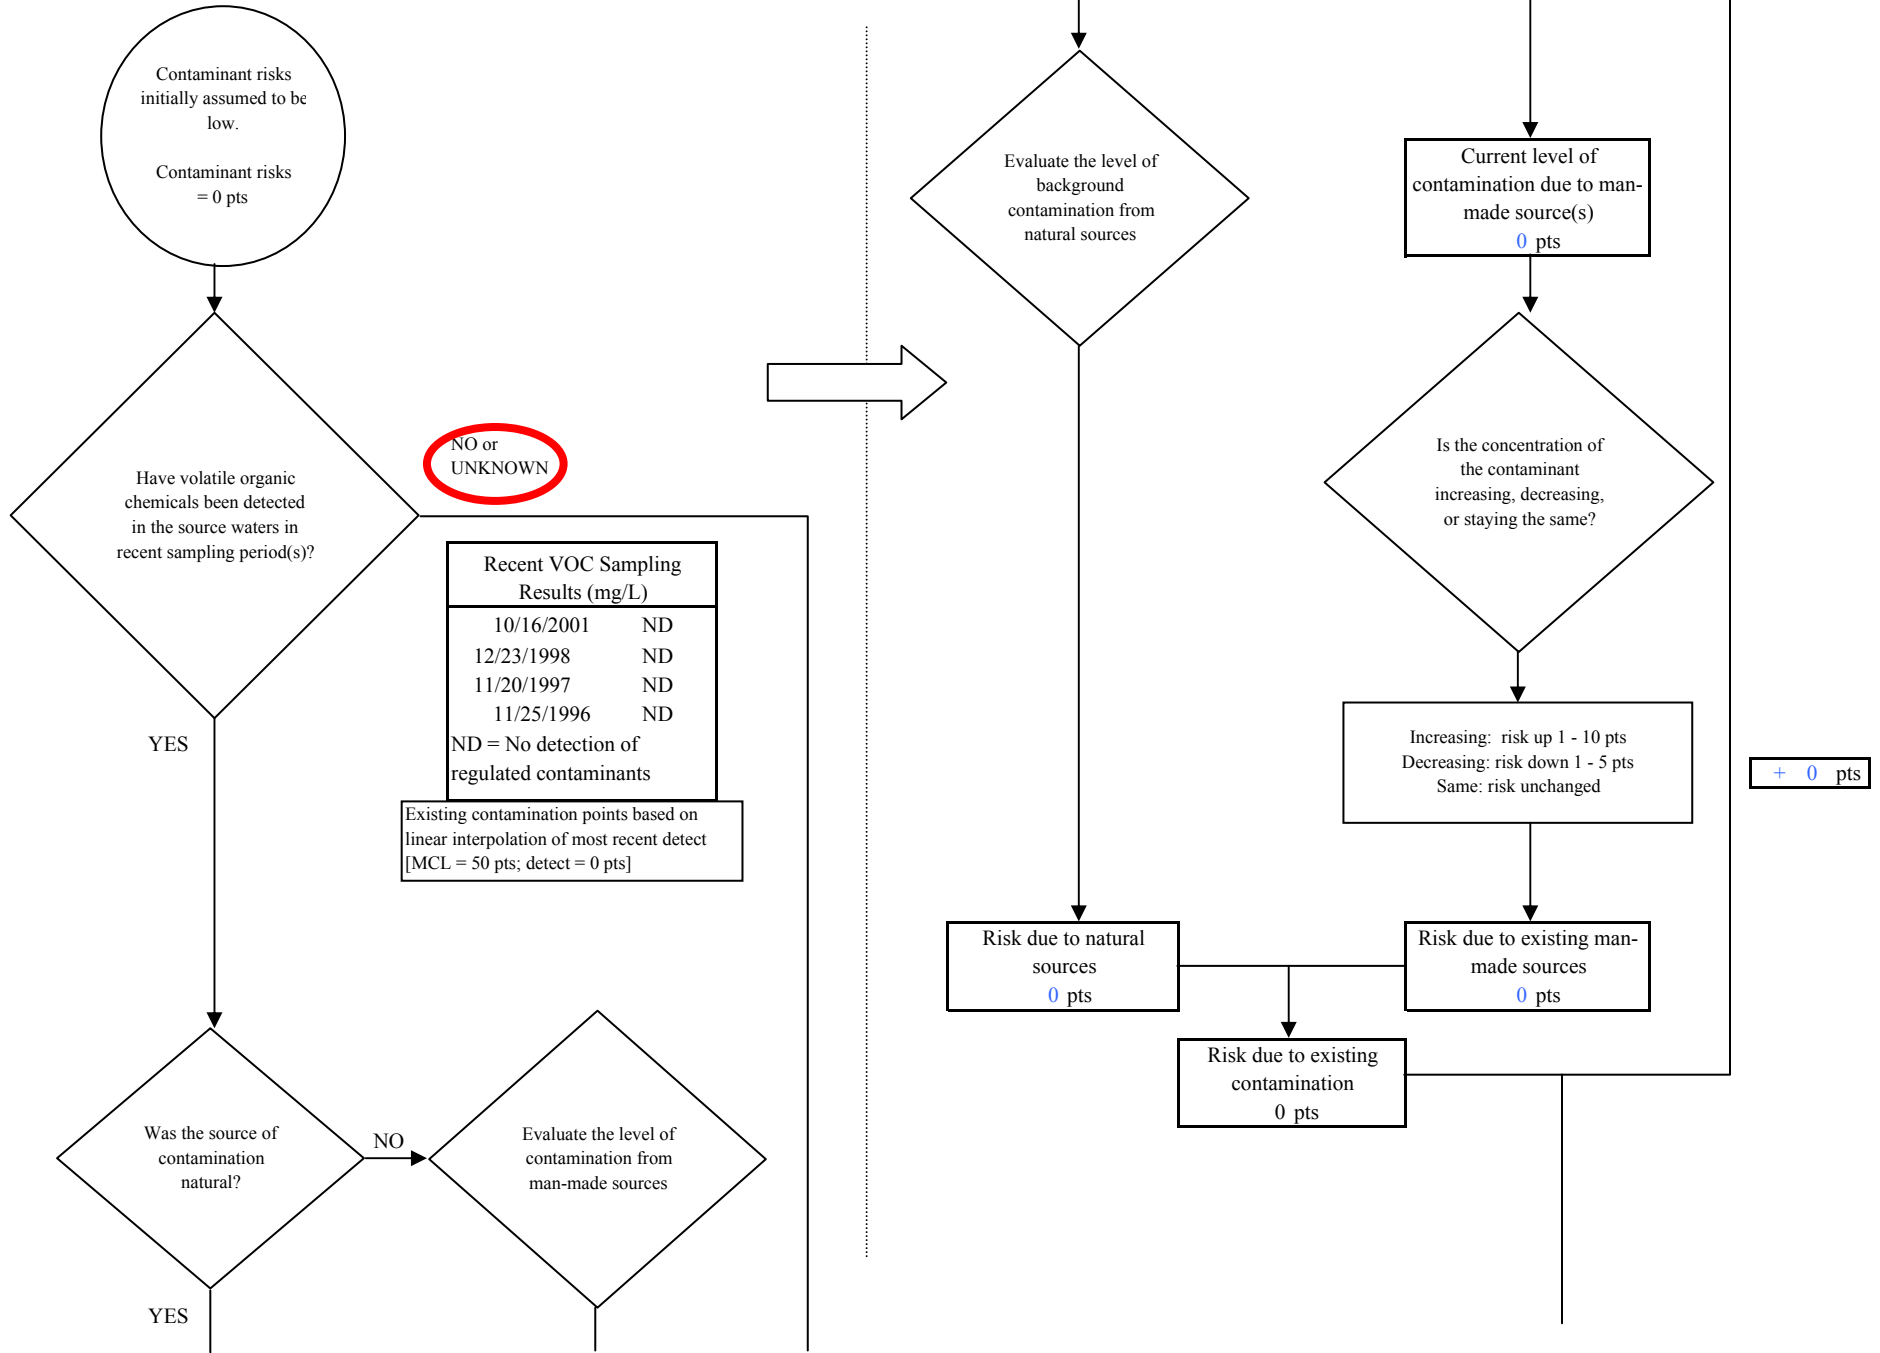 Contaminant risks
initially assumed to be
low.
Contaminant risks
= 0 pts
Have volatile organic
chemicals been detected
in the source waters in
recent sampling period(s)?
NO or
UNKNOWN
Recent VOC Sampling
Results (mg/L)
10/16/2001 ND
12/23/1998 ND
11/20/1997 ND
11/25/1996 ND
ND = No detection of
regulated contaminants
Existing contamination points based on
linear interpolation of most recent detect
[MCL = 50 pts; detect = 0 pts]
YES
Was the source of
contamination
natural?
NO
Evaluate the level of
contamination from
man-made sources
YES
Evaluate the level of
background
contamination from
natural sources
Current level of
contamination due to man-
made source(s)
0 pts
Is the concentration of
the contaminant
increasing, decreasing,
or staying the same?
Increasing: risk up 1 - 10 pts
Decreasing: risk down 1 - 5 pts
Same: risk unchanged
+ 0 pts
Risk due to natural
sources
0 pts
Risk due to existing man-
made sources
0 pts
Risk due to existing
contamination
0 pts